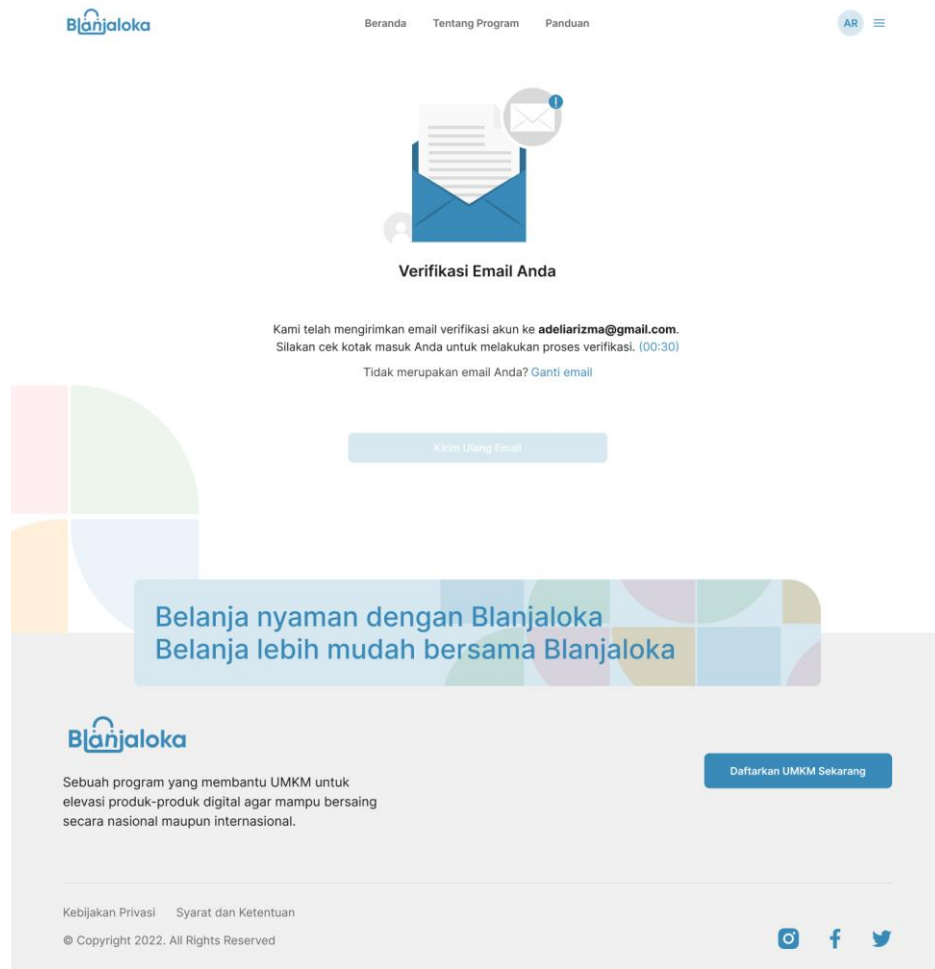 Blanjaloka
Beranda Tentang Program Panduan
AR
Verifikasi Email Anda
Kami telah mengirimkan email verifikasi akun ke adeliarizma@gmail.com.
Silakan cek kotak masuk Anda untuk melakukan proses verifikasi. (00:30)
Tidak merupakan email Anda? Ganti email
Kirim Ulang Email
Belanja nyaman dengan Blanjaloka
Belanja lebih mudah bersama Blanjaloka
Blanjaloka
Sebuah program yang membantu UMKM untuk
elevasi produk-produk digital agar mampu bersaing
secara nasional maupun internasional.
Daftarkan UMKM Sekarang
Kebijakan Privasi Syarat dan Ketentuan
© Copyright 2022. All Rights Reserved